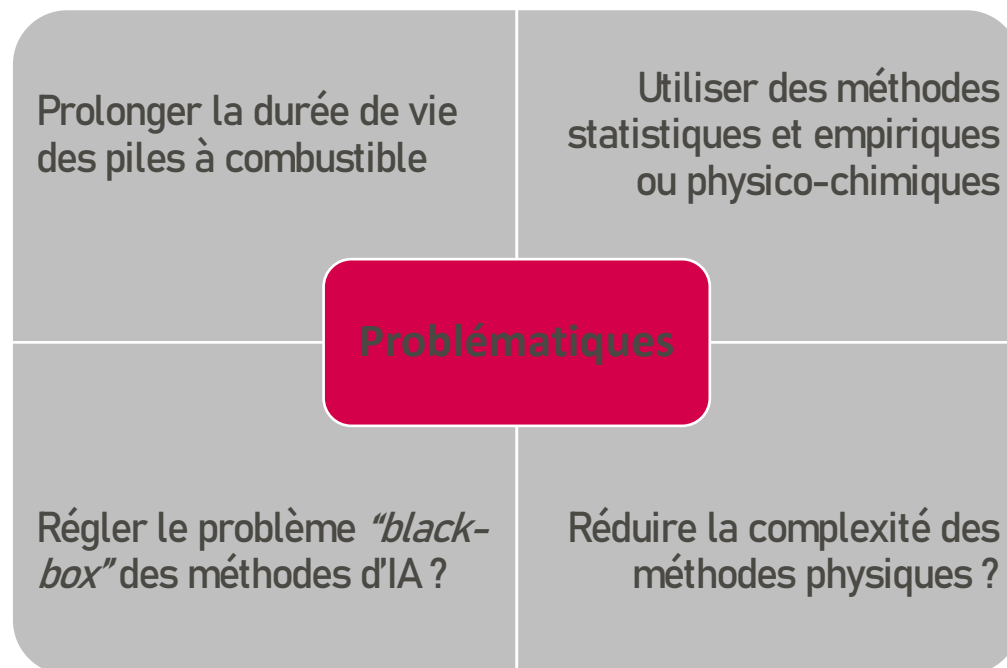 Prolonger la durée de vie
des piles à combustible
Utiliser des méthodes
statistiques et empiriques
ou physico-chimiques
Problématiques
Régler le problème “black-
box” des méthodes d’IA ?
Réduire la complexité des
méthodes physiques ?